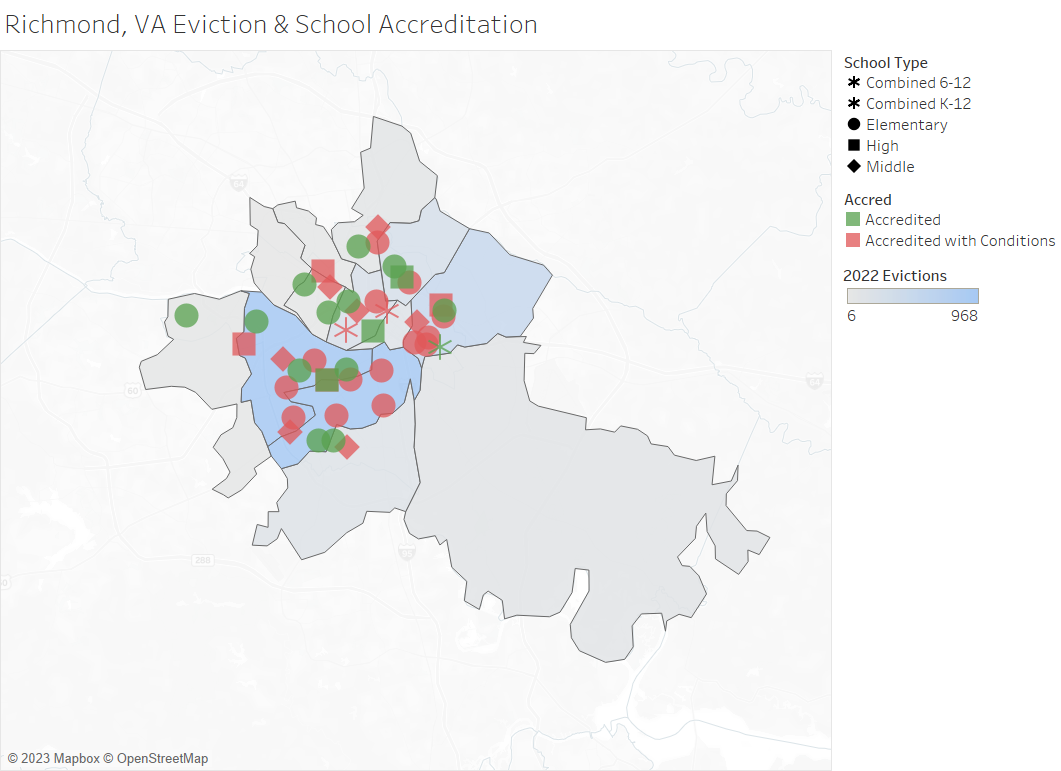 Richmond, VA Eviction & School Accreditation
School Type
Combined 6-12
Combined K-12
Elementary
High
Middle
Accred
Accredited
Accredited with Conditions
2022 Evictions
6 968
64
64
60
288
95
© 2023 Mapbox © OpenStreetMap